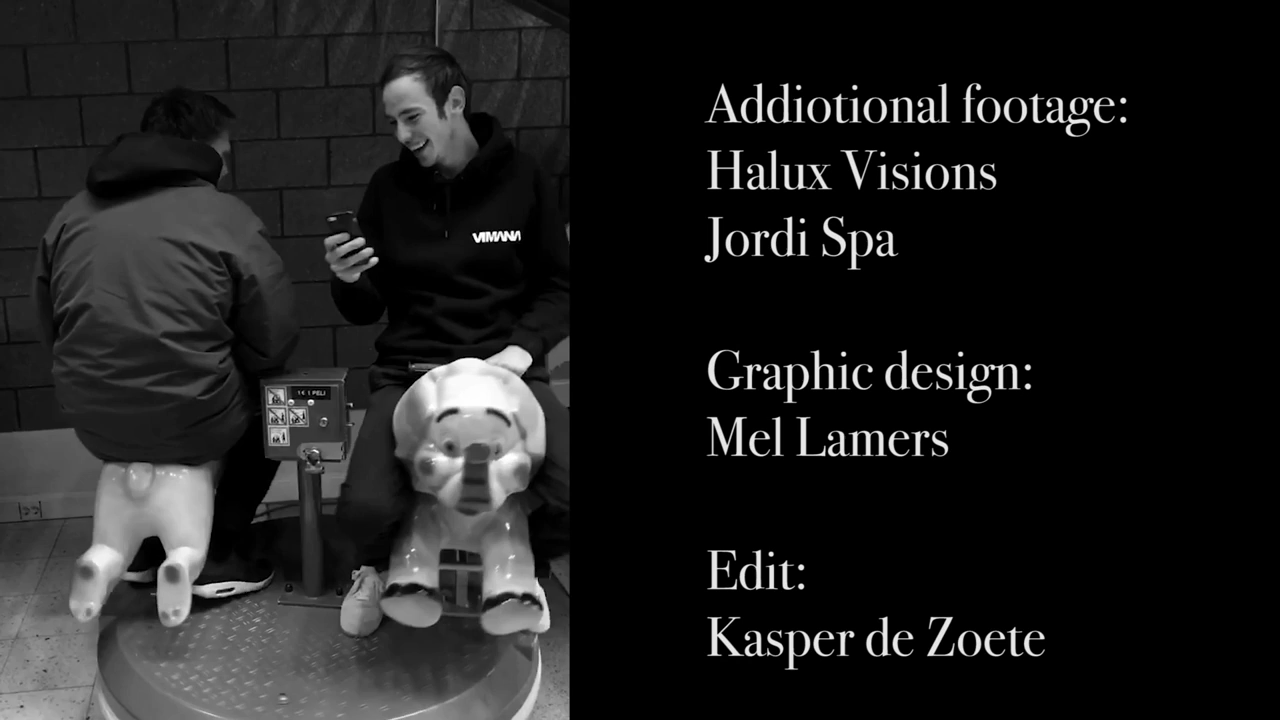 VIMANA
1€ 1 PELI
Addiotional footage:
Halux Visions
Jordi Spa
Graphic design:
Mel Lamers
Edit:
Kasper de Zoete